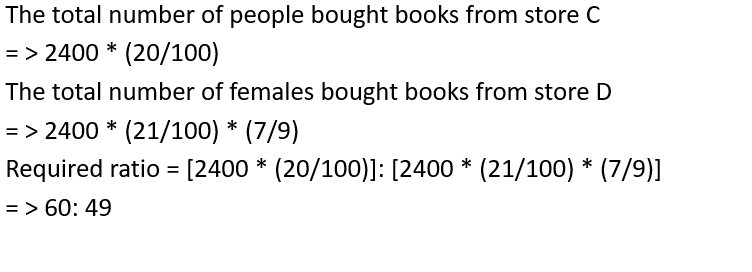 The total number of people bought books from store C
= > 2400 * (20/100)
The total number of females bought books from store D
= > 2400 * (21/100) * (7/9)
Required ratio = [2400 * (20/100)]: [2400 * (21/100) * (7/9)]
= > 60: 49